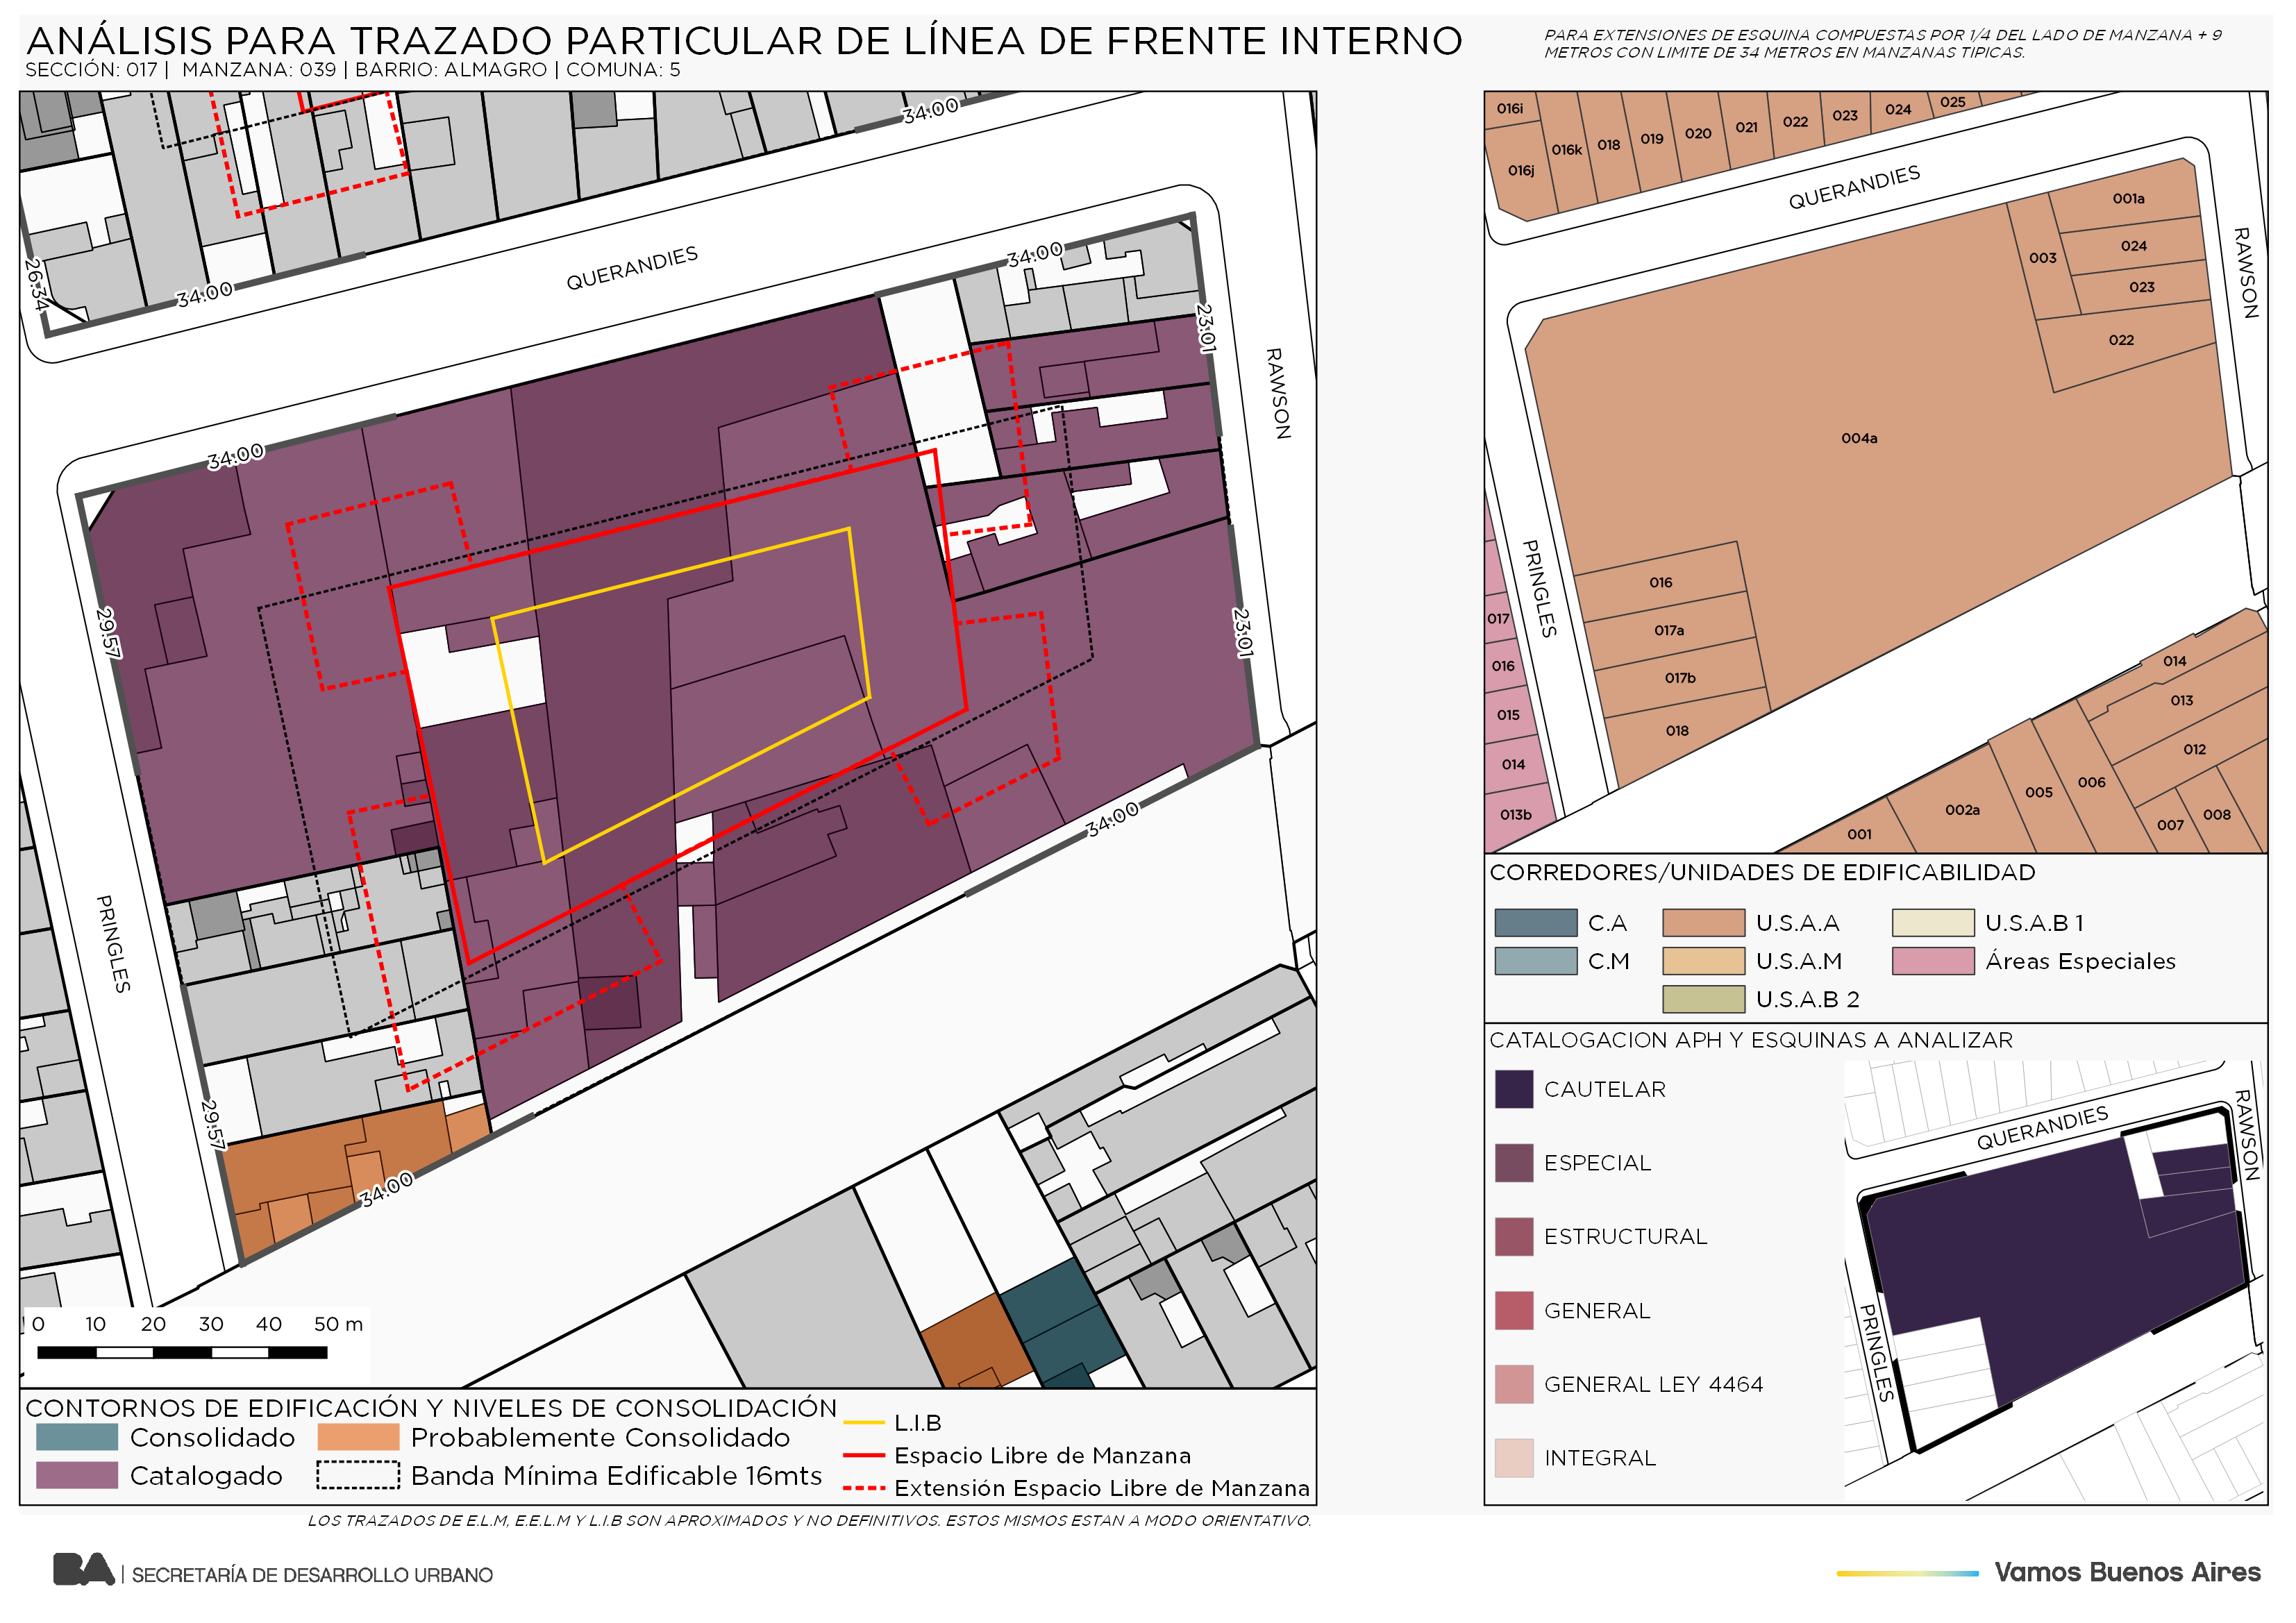 ANÁLISIS PARA TRAZADO PARTICULAR DE LÍNEA DE FRENTE INTERNO
SECCIÓN: 017 | MANZANA: 039 | BARRIO: ALMAGRO | COMUNA: 5
PARA EXTENSIONES DE ESQUINA COMPUESTAS POR 1/4 DEL LADO DE MANZANA + 9
METROS CON LIMITE DE 34 METROS EN MANZANAS TIPICAS.
34:00
26:34
34:00
QUERANDIES
34:00
23:01
RAWSON
34:00
29:57
23:01
34:00
PRINGLES
29:57
34:00
0 10 20 30 40 50 m
CONTORNOS DE EDIFICACIÓN Y NIVELES DE CONSOLIDACIÓN
Consolidado
Probablemente Consolidado
Catalogado
Banda Mínima Edificable 16mts
L.I.B
Espacio Libre de Manzana
Extensión Espacio Libre de Manzana
LOS TRAZADOS DE E.L.M, E.E.L.M Y L.I.B SON APROXIMADOS Y NO DEFINITIVOS. ESTOS MISMOS ESTAN A MODO ORIENTATIVO.
016i
016j
016k
018
019
020
021
022
023
024
025
QUERANDIES
001a
003
024
023
022
RAWSON
004a
PRINGLES
016
017a
017b
018
017
016
015
014
013b
014
013
012
006
005
002a
001
007
008
CORREDORES/UNIDADES DE EDIFICABILIDAD
C.A
U.S.A.A
U.S.A.B 1
C.M
U.S.A.M
Áreas Especiales
U.S.A.B 2
CATALOGACION APH Y ESQUINAS A ANALIZAR
CAUTELAR
ESPECIAL
ESTRUCTURAL
GENERAL
GENERAL LEY 4464
INTEGRAL
QUERANDIES
RAWSON
PRINGLES
BA | SECRETARÍA DE DESARROLLO URBANO
Vamos Buenos Aires